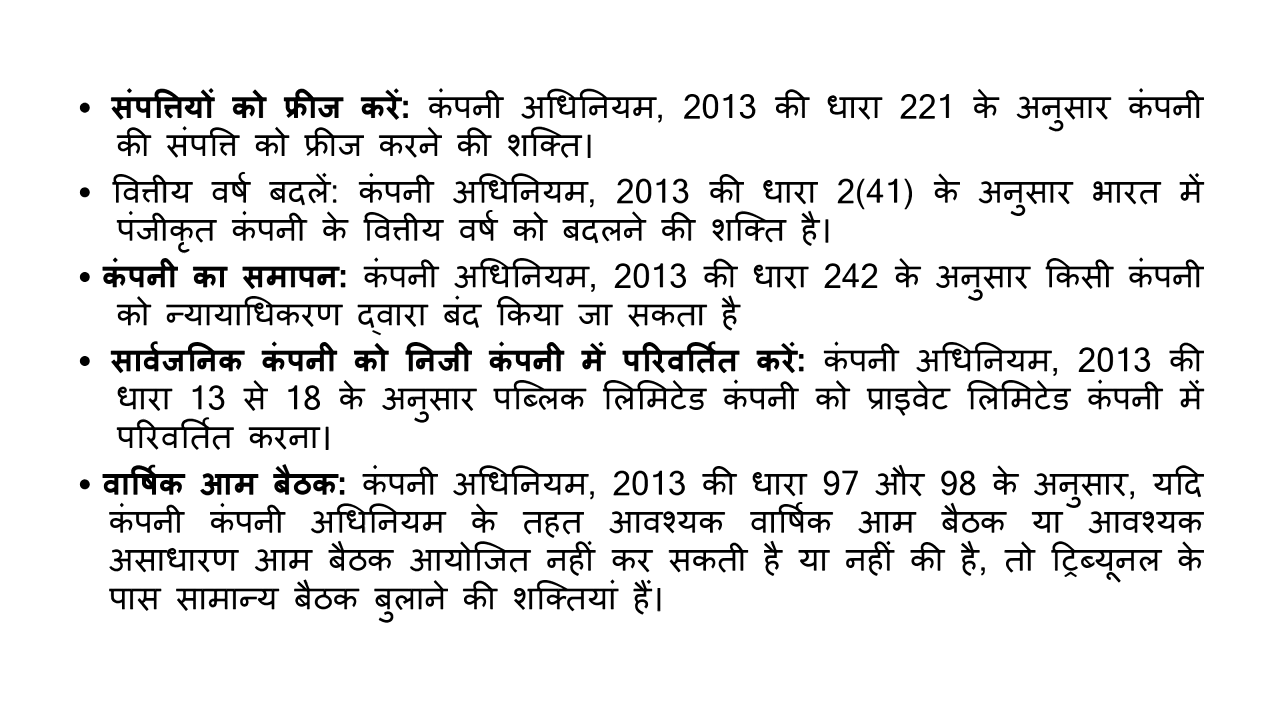 • संपत्तियों को फ्रीज करें: कंपनी अधिनियम, 2013 की धारा 221 के अनुसार कंपनी
की संपत्ति को फ्रीज करने की शक्ति।
• वित्तीय वर्ष बदलें: कंपनी अधिनियम, 2013 की धारा 2(41) के अनुसार भारत में
पंजीकृत कंपनी के वित्तीय वर्ष को बदलने की शक्ति है।
• कंपनी का समापन: कंपनी अधिनियम, 2013 की धारा 242 के अनुसार किसी कंपनी
को न्यायाधिकरण द्वारा बंद किया जा सकता है
• सार्वजनिक कंपनी को निजी कंपनी में परिवर्तित करें: कंपनी अधिनियम, 2013 की
धारा 13 से 18 के अनुसार पब्लिक लिमिटेड कंपनी को प्राइवेट लिमिटेड कंपनी में
परिवर्तित करना।
• वार्षिक आम बैठक: कंपनी अधिनियम, 2013 की धारा 97 और 98 के अनुसार, यदि
कंपनी कंपनी अधिनियम के तहत आवश्यक वार्षिक आम बैठक या आवश्यक
असाधारण आम बैठक आयोजित नहीं कर सकती है या नहीं की है, तो ट्रिब्यूनल के
पास सामान्य बैठक बुलाने की शक्तियां हैं।